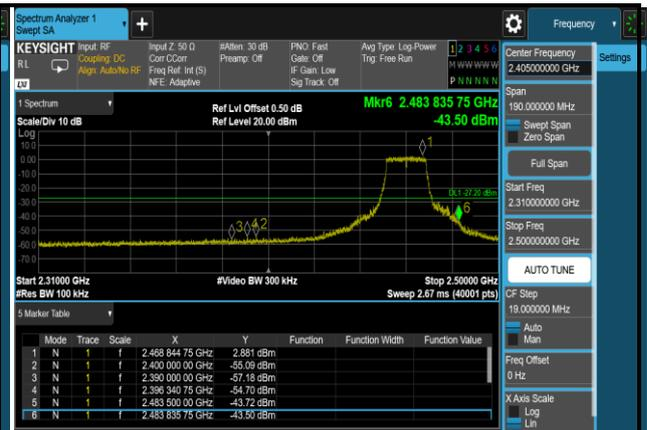 Spectrum Analyzer 1
Swept SA
+
Frequency
Settings
KEYSIGHT
RL
LXI
Input: RF
Coupling: DC
Align: Auto/No RF
Input Z: 50 Ω
Corr CCorr
Freq Ref: Int (S)
NFE: Adaptive
#Atten: 30 dB
Preamp: Off
PNO: Fast
Gate: Off
IF Gain: Low
Sig Track: Off
Avg Type: Log-Power
Trig: Free Run
1 2 3 4 5 6
M W W W W W
P N N N N N
1 Spectrum
Scale/Div 10 dB
Ref Lvl Offset 0.50 dB
Ref Level 20.00 dBm
Mkr6 2.483 835 75 GHz
-43.50 dBm
Log
10.0
0.00
-10.0
-20.0
-30.0
-40.0
-50.0
-60.0
-70.0
1
DL1 -27.20 dBm
6
3
4
2
Start 2.31000 GHz
#Res BW 100 kHz
#Video BW 300 kHz
Stop 2.50000 GHz
Sweep 2.67 ms (40001 pts)
5 Marker Table
Mode Trace Scale X Y Function Function Width Function Value
1 N 1 f 2.468 844 75 GHz 2.881 dBm
2 N 1 f 2.400 000 00 GHz -55.09 dBm
3 N 1 f 2.390 000 00 GHz -57.18 dBm
4 N 1 f 2.396 340 75 GHz -54.70 dBm
5 N 1 f 2.483 500 00 GHz -43.72 dBm
6 N 1 f 2.483 835 75 GHz -43.50 dBm
Center Frequency
2.405000000 GHz
Span
190.000000 MHz
Swept Span
Zero Span
Full Span
Start Freq
2.310000000 GHz
Stop Freq
2.500000000 GHz
AUTO TUNE
CF Step
19.000000 MHz
Auto
Man
Freq Offset
0 Hz
X Axis Scale
Log
Lin